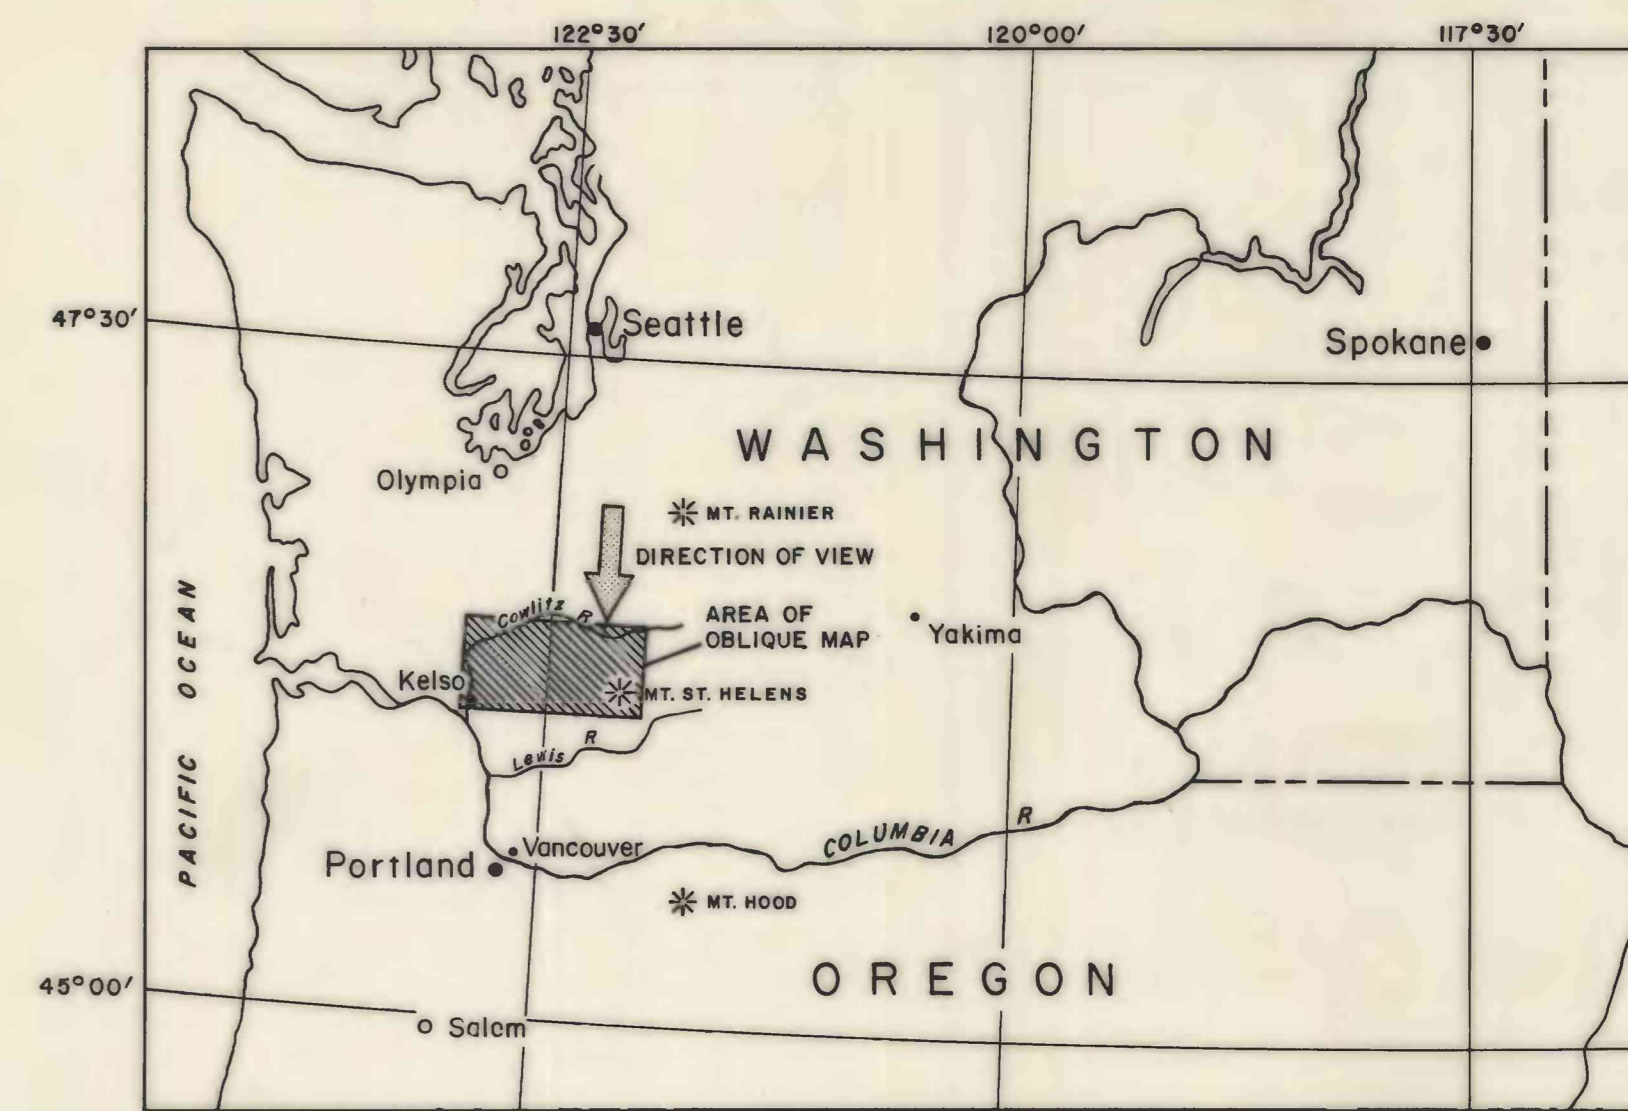 122°30′
120°00′
117°30′
47°30′
Seattle
Spokane
WASHINGTON
Olympia
MT. RAINIER
DIRECTION OF VIEW
Cowlitz R
AREA OF
OBLIQUE MAP
Yakima
PACIFIC OCEAN
Kelso
MT. ST. HELENS
Lewis R
COLUMBIA R
Vancouver
Portland
MT. HOOD
OREGON
45°00′
Salem